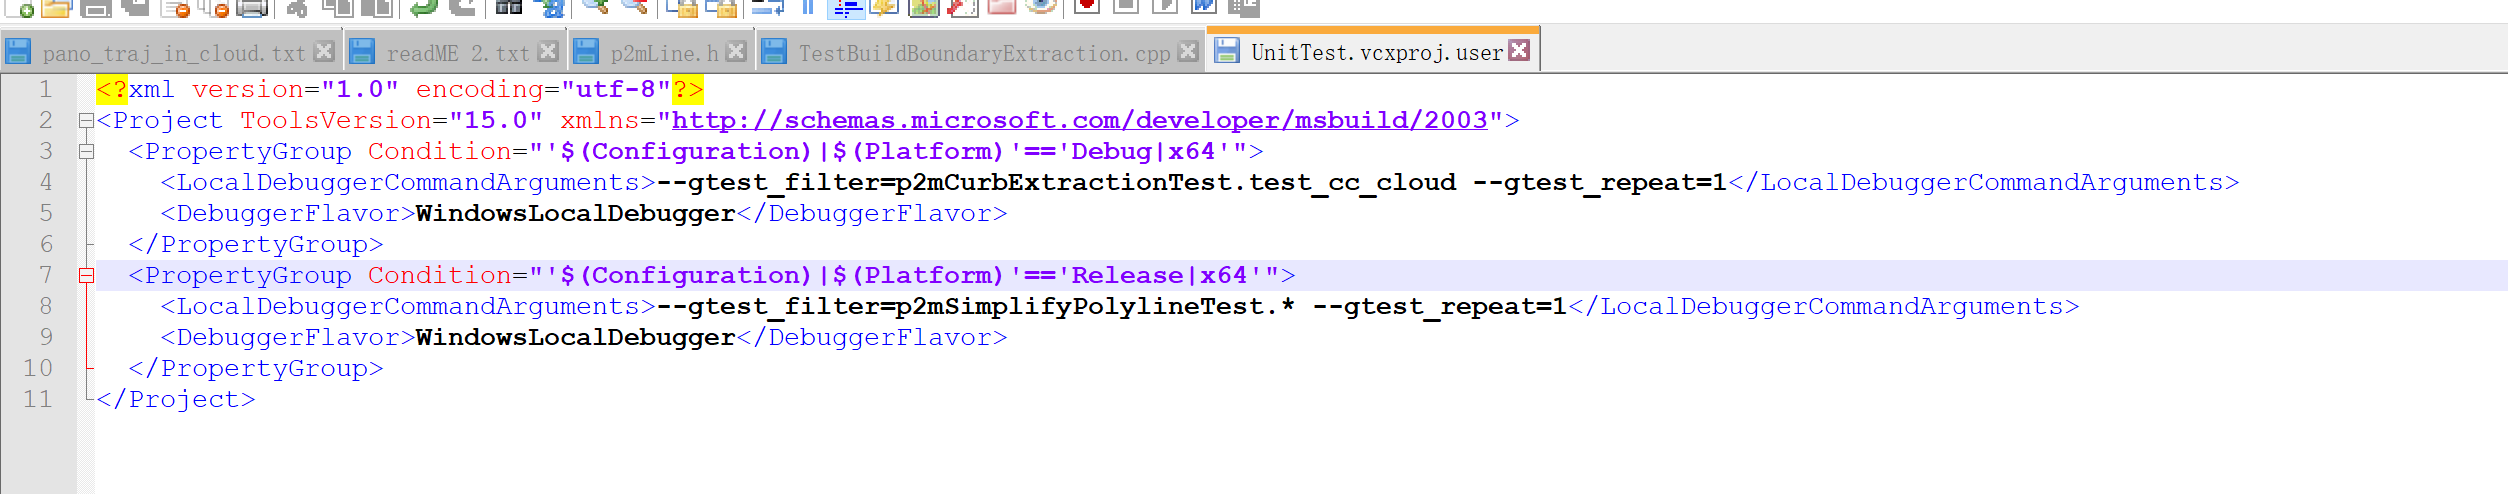 pano_traj_in_cloud.txt readME 2.txt p2mLine.h TestBuildBoundaryExtraction.cpp UnitTest.vcxproj.user
1 <?xml version="1.0" encoding="utf-8"?>
2 <Project ToolsVersion="15.0" xmlns="http://schemas.microsoft.com/developer/msbuild/2003">
3 <PropertyGroup Condition="'$(Configuration)|$(Platform)'=='Debug|x64'">
4 <LocalDebuggerCommandArguments>--gtest_filter=p2mCurbExtractionTest.test_cc_cloud --gtest_repeat=1</LocalDebuggerCommandArguments>
5 <DebuggerFlavor>WindowsLocalDebugger</DebuggerFlavor>
6 </PropertyGroup>
7 <PropertyGroup Condition="'$(Configuration)|$(Platform)'=='Release|x64'">
8 <LocalDebuggerCommandArguments>--gtest_filter=p2mSimplifyPolylineTest.* --gtest_repeat=1</LocalDebuggerCommandArguments>
9 <DebuggerFlavor>WindowsLocalDebugger</DebuggerFlavor>
10 </PropertyGroup>
11 </Project>